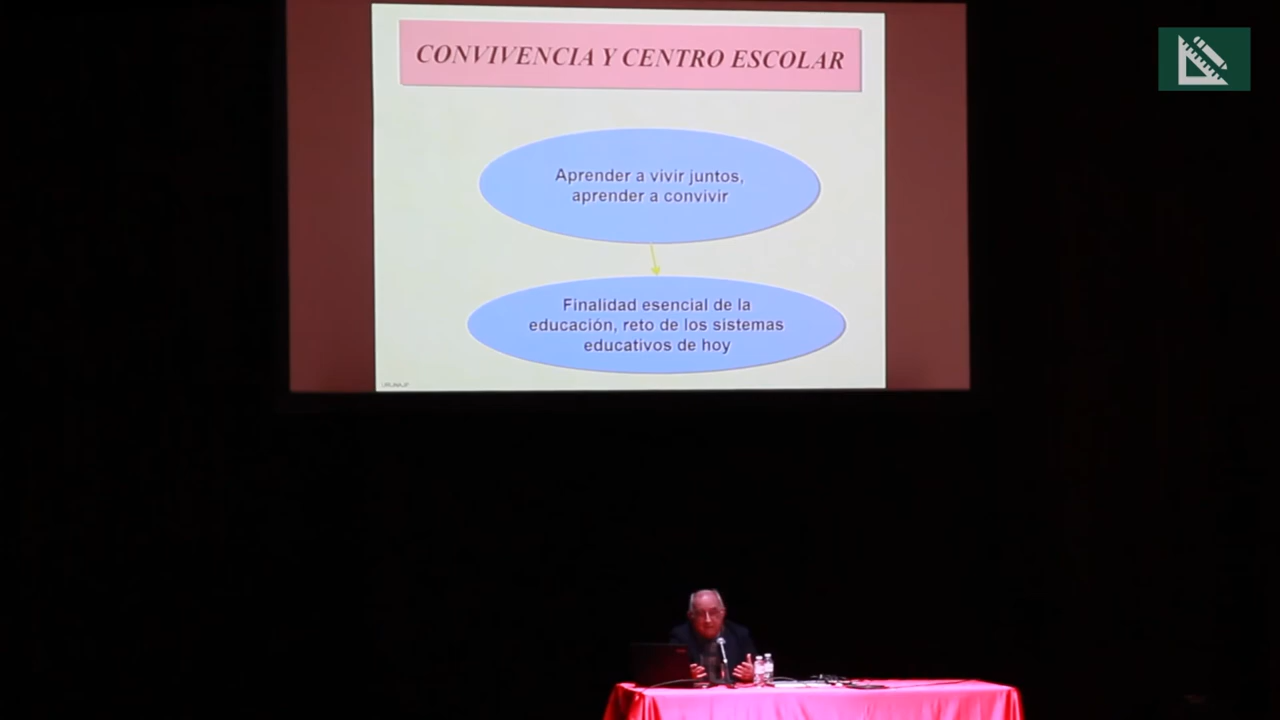 CONVIVENCIA Y CENTRO ESCOLAR
Aprender a vivir juntos,
aprender a convivir
Finalidad esencial de la
educación, reto de los sistemas
educativos de hoy